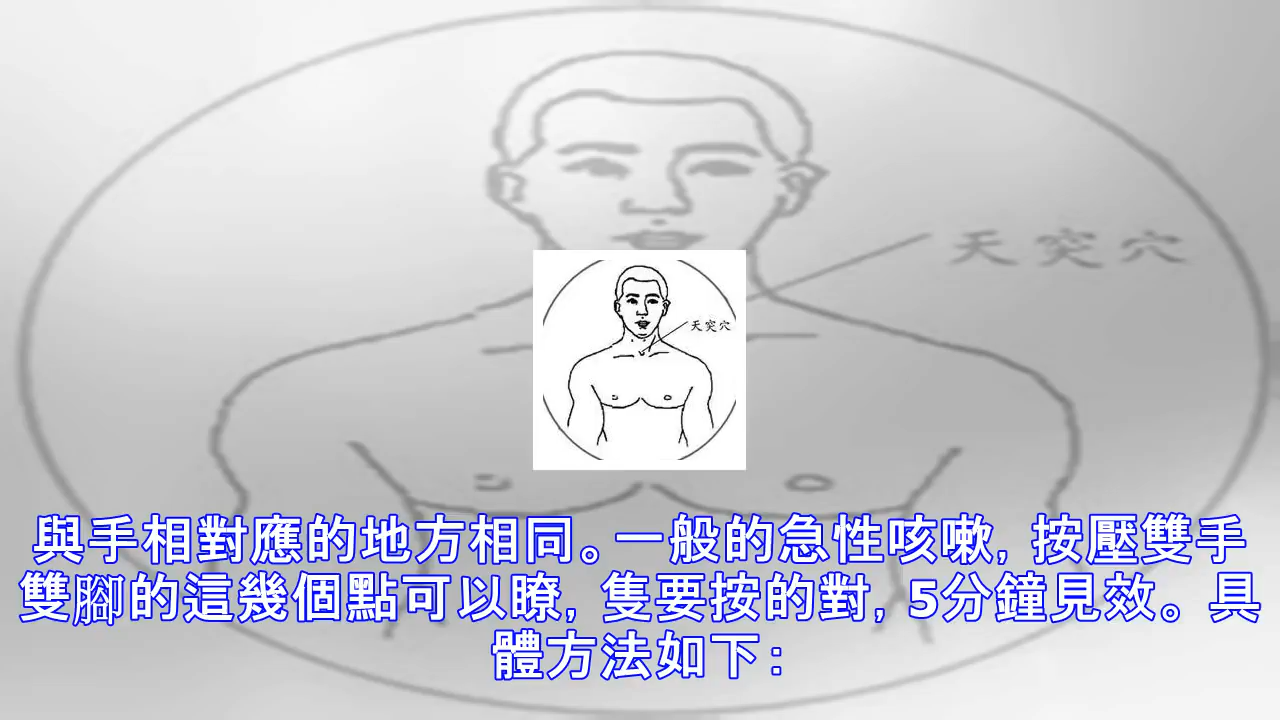 天突穴
天突穴
與手相對應的地方相同。一般的急性咳嗽,按壓雙手
雙腳的這幾個點可以瞭,隻要按的對,5分鐘見效。具
體方法如下: